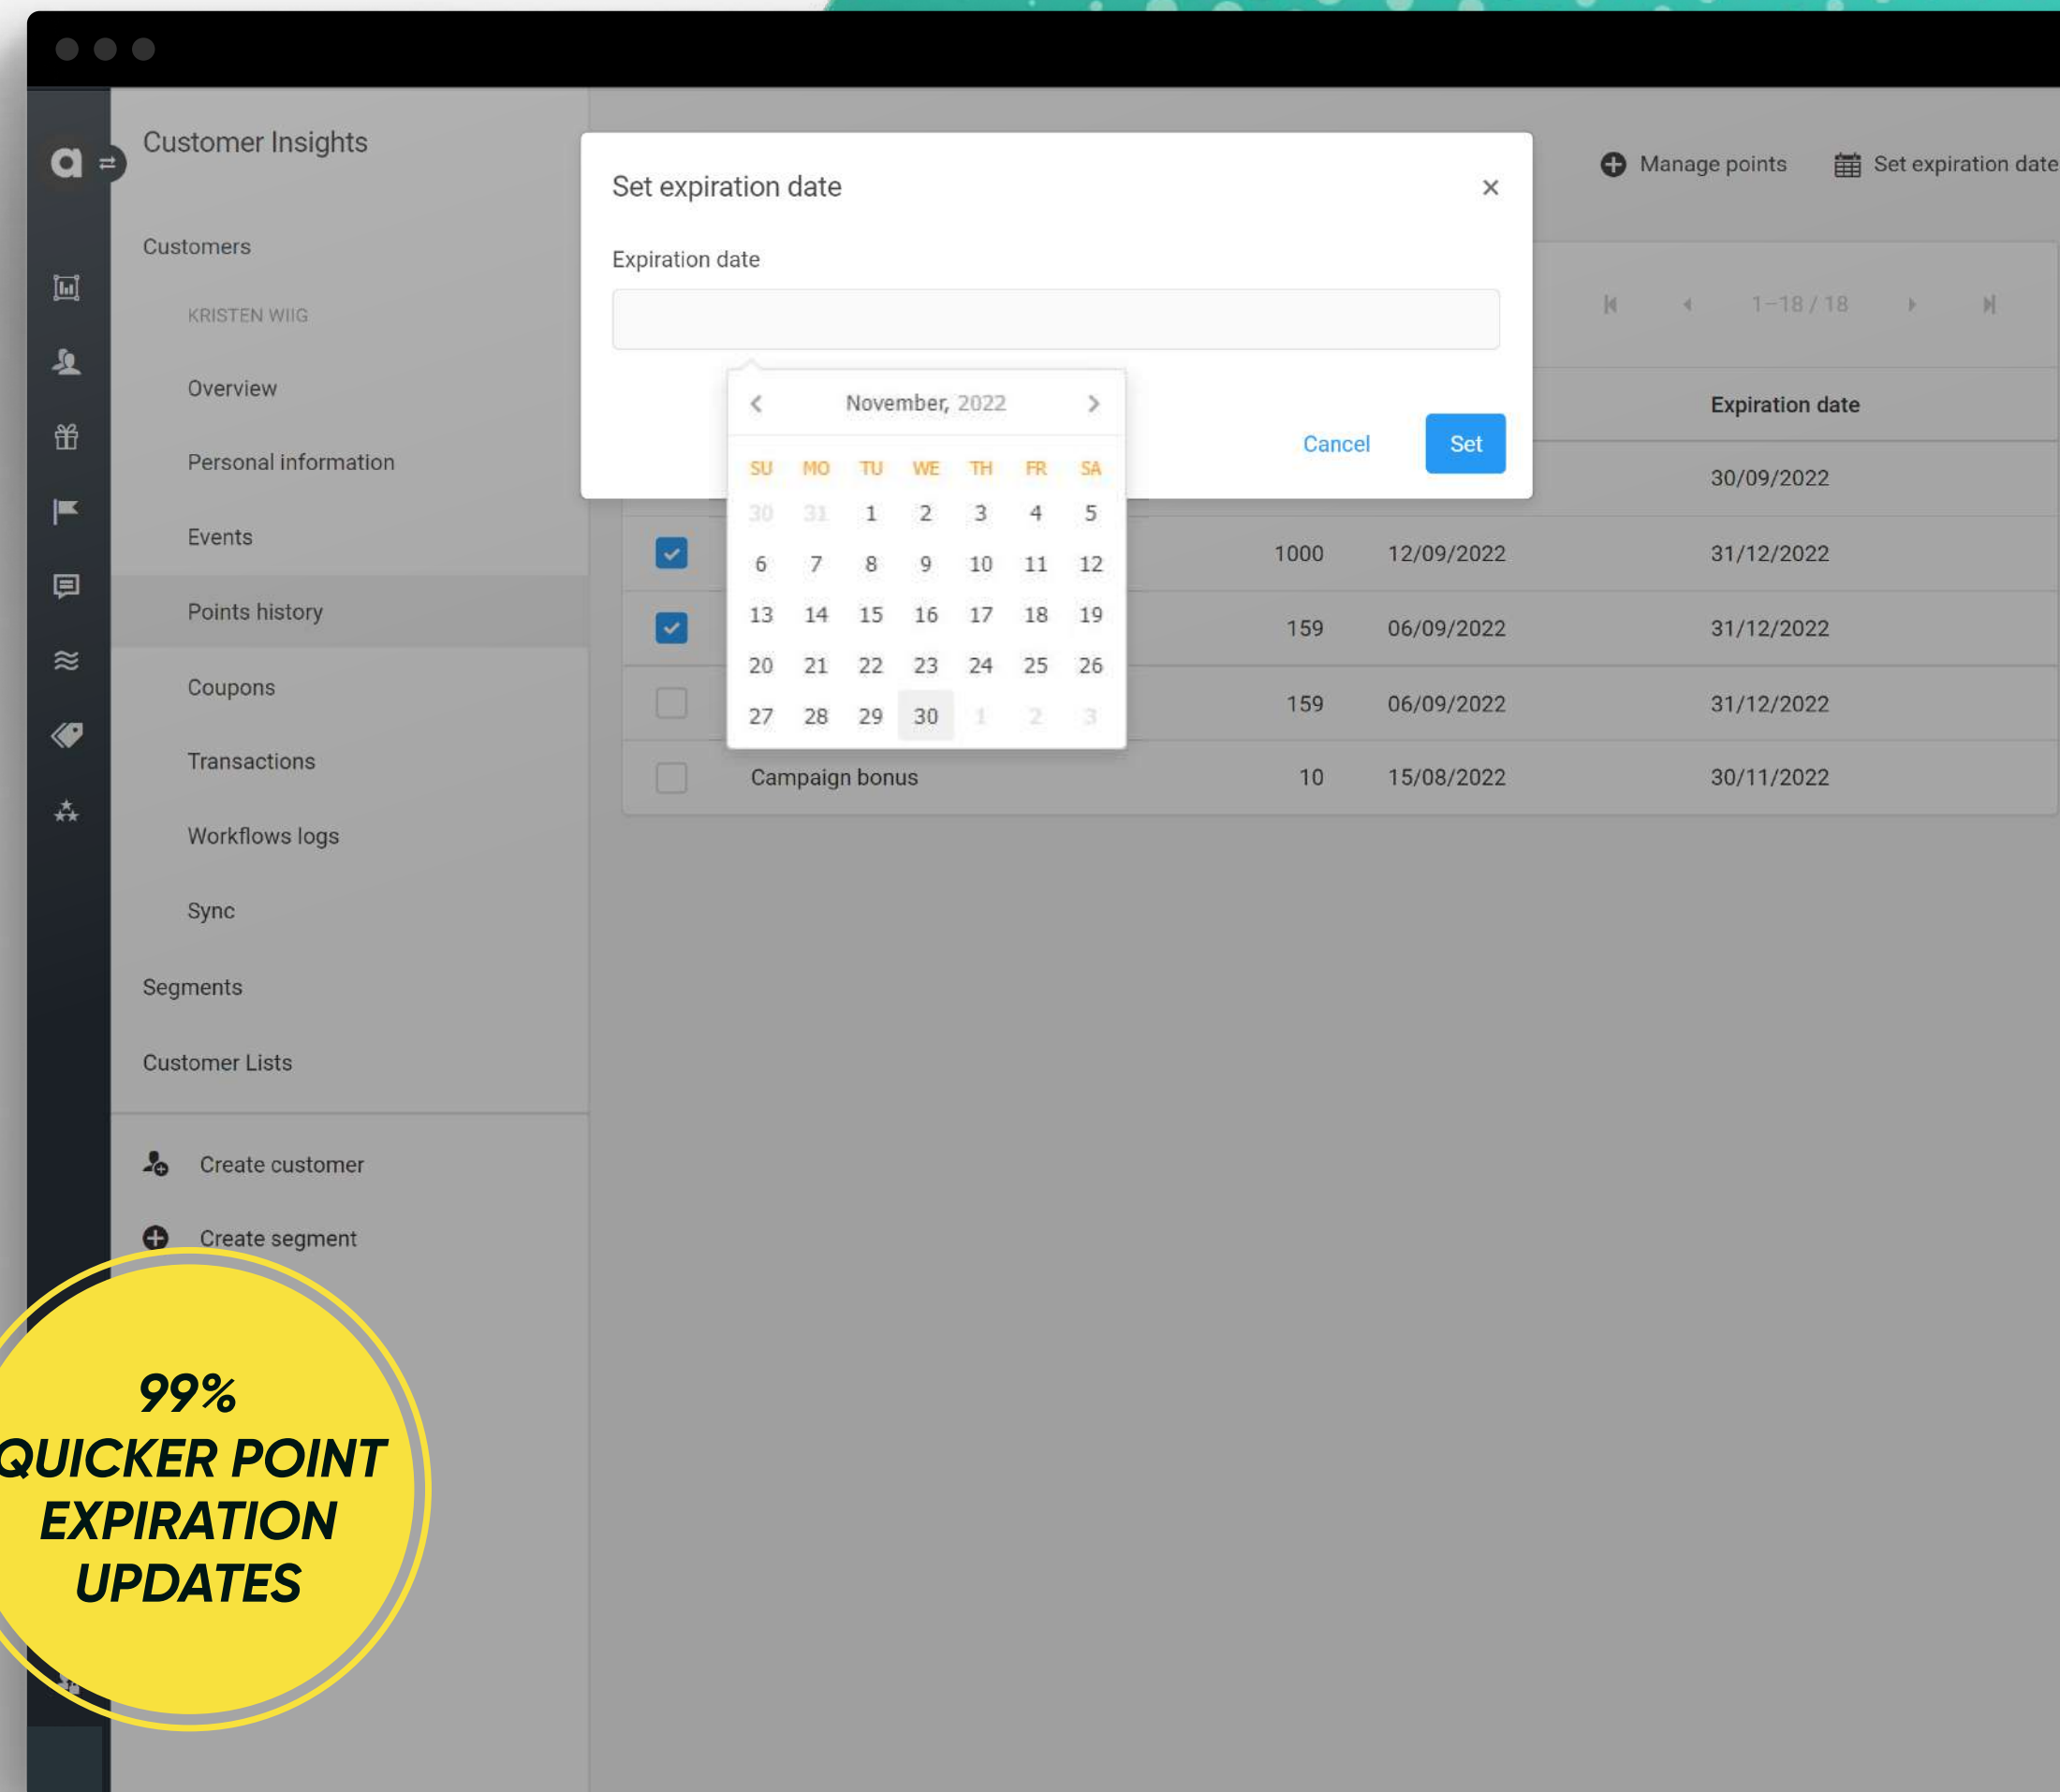 a
Customer Insights
Customers
KRISTEN WIIG
Overview
Personal information
Events
Points history
Coupons
Transactions
Workflows logs
Sync
Segments
Customer Lists
Create customer
Create segment
Manage points
Set expiration date
Set expiration date
×
Expiration date
Cancel
Set
November, 2022
SU MO TU WE TH FR SA
30 31 1 2 3 4 5
6 7 8 9 10 11 12
13 14 15 16 17 18 19
20 21 22 23 24 25 26
27 28 29 30 1 2 3
1–18 / 18
Expiration date
30/09/2022
1000 12/09/2022 31/12/2022
159 06/09/2022 31/12/2022
159 06/09/2022 31/12/2022
Campaign bonus 10 15/08/2022 30/11/2022
99%
QUICKER POINT
EXPIRATION
UPDATES